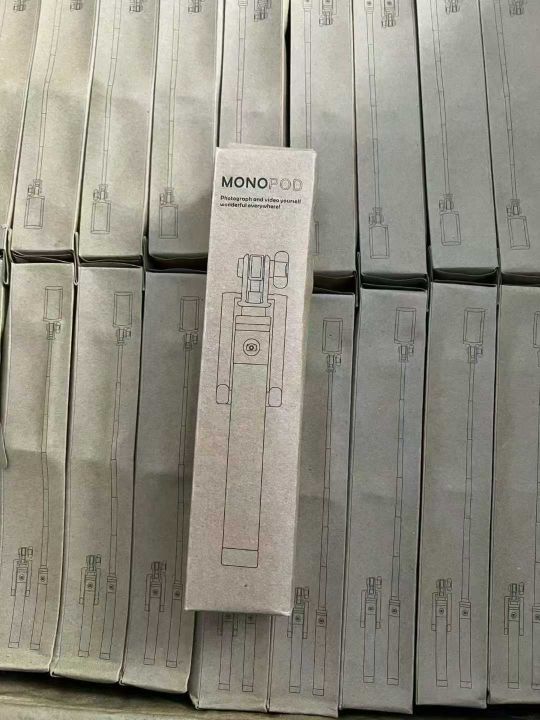 MONOPOD
Photograph and video yourself
wonderful everywhere!